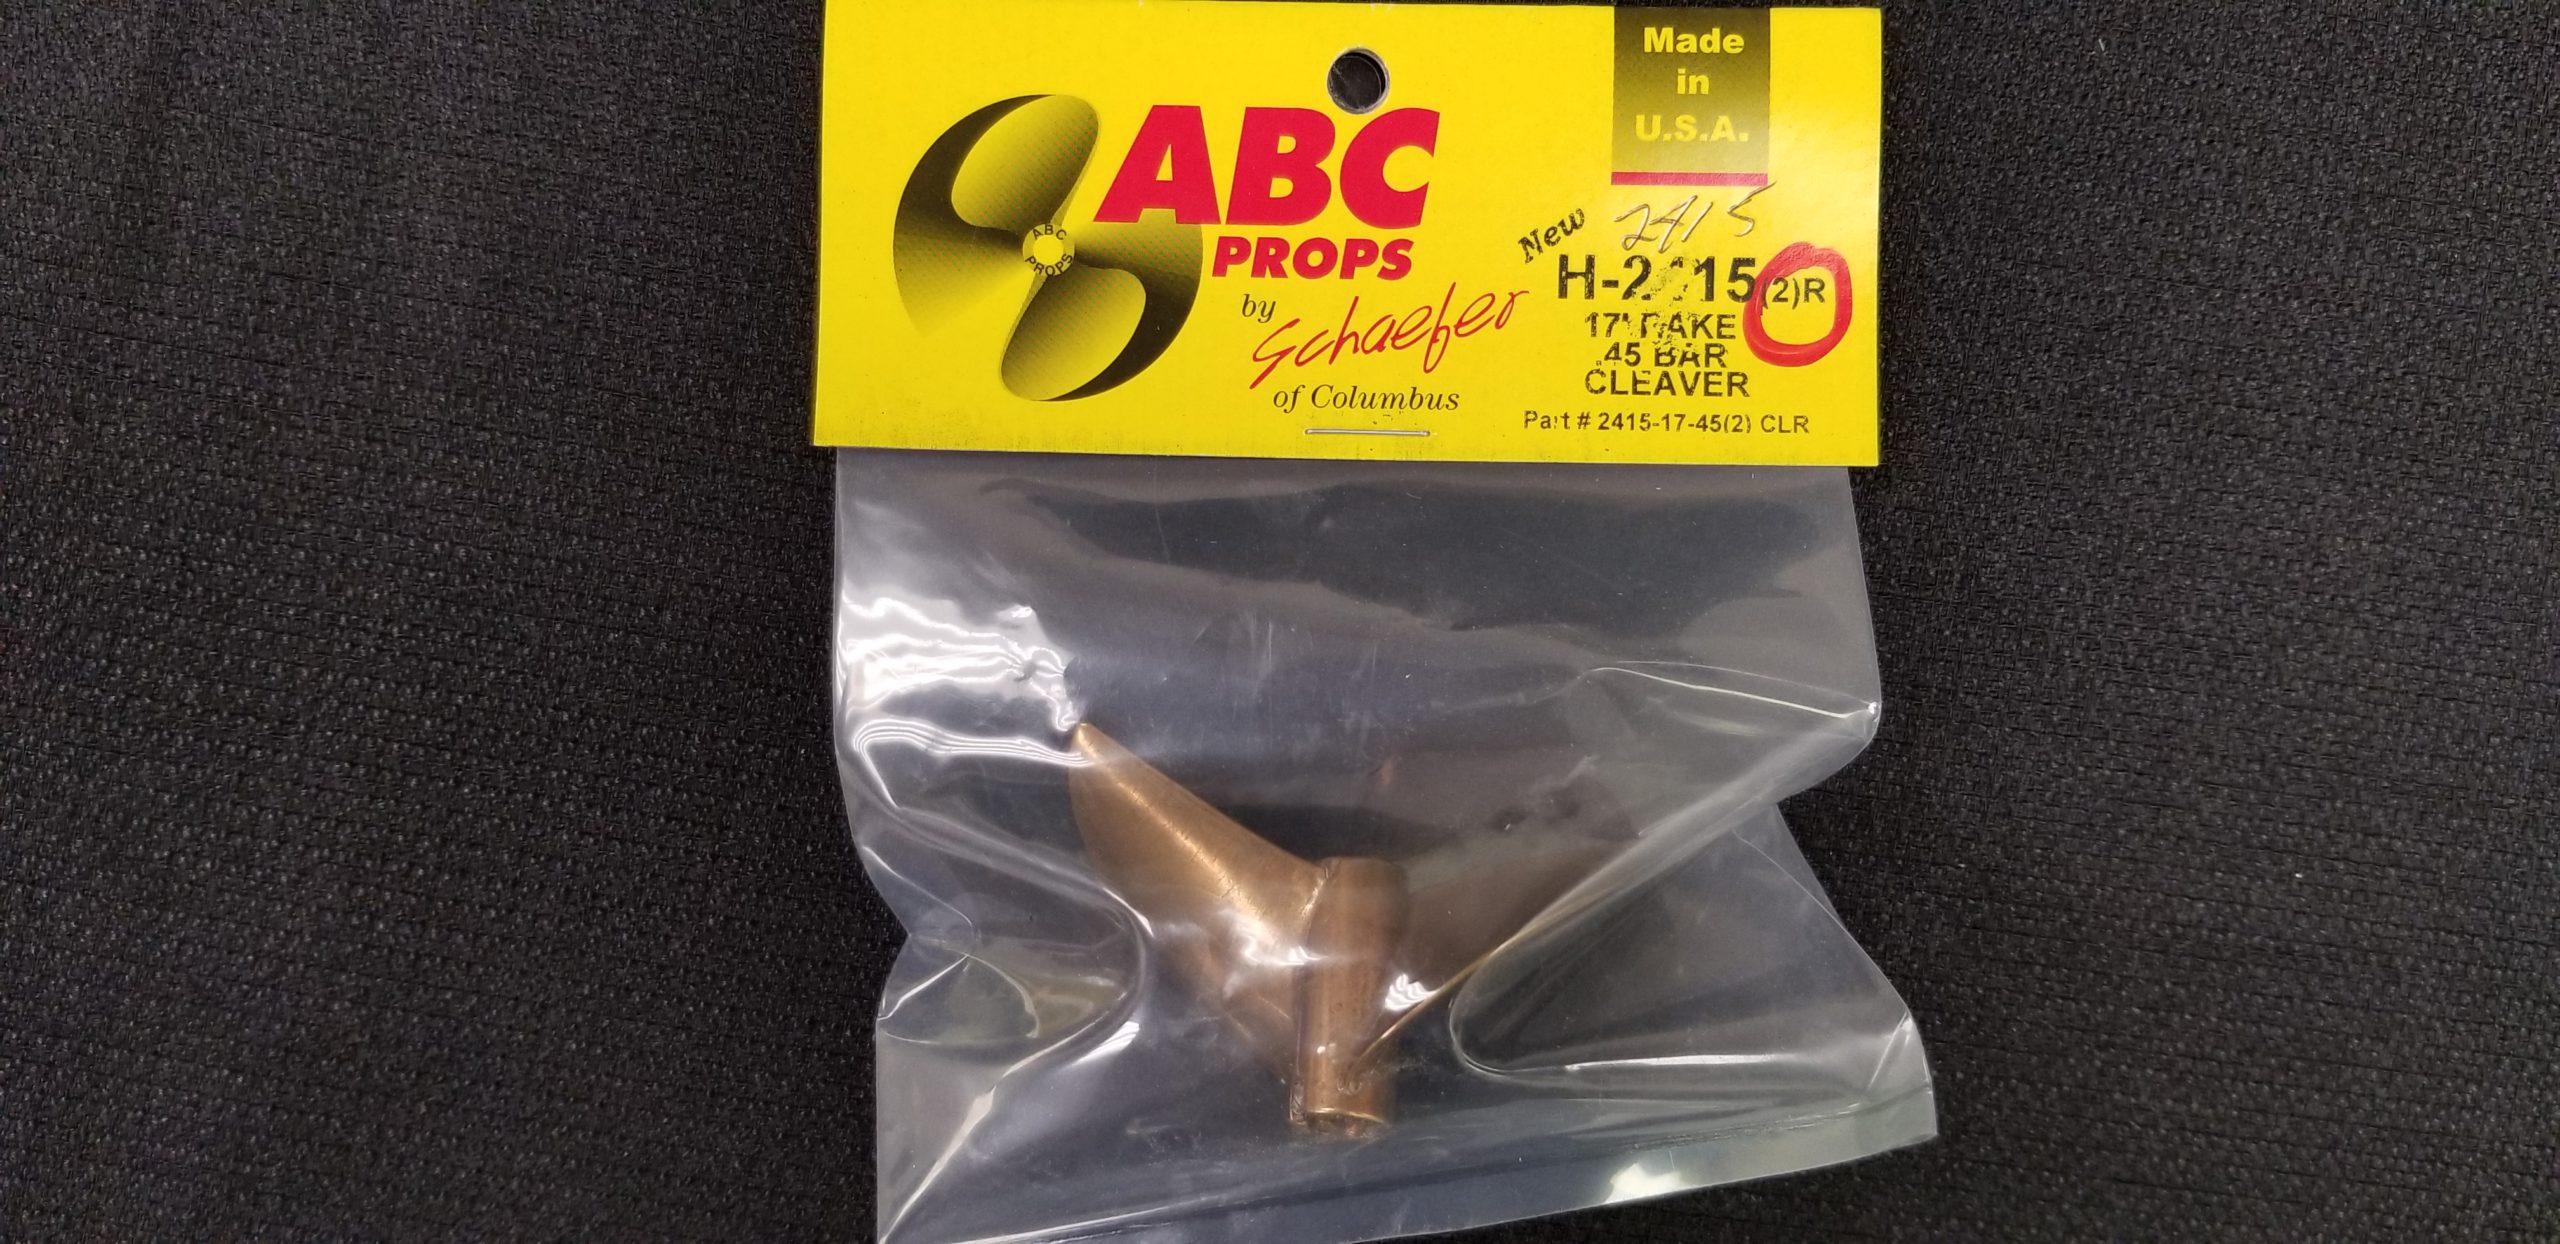 Made
in
U.S.A.
ABC
PROPS
ABC
PROPS
by
Schaefer
of Columbus
New
2415
H-2415(2)R
17° RAKE
.45 BAR
CLEAVER
Part # 2415-17-45(2) CLR